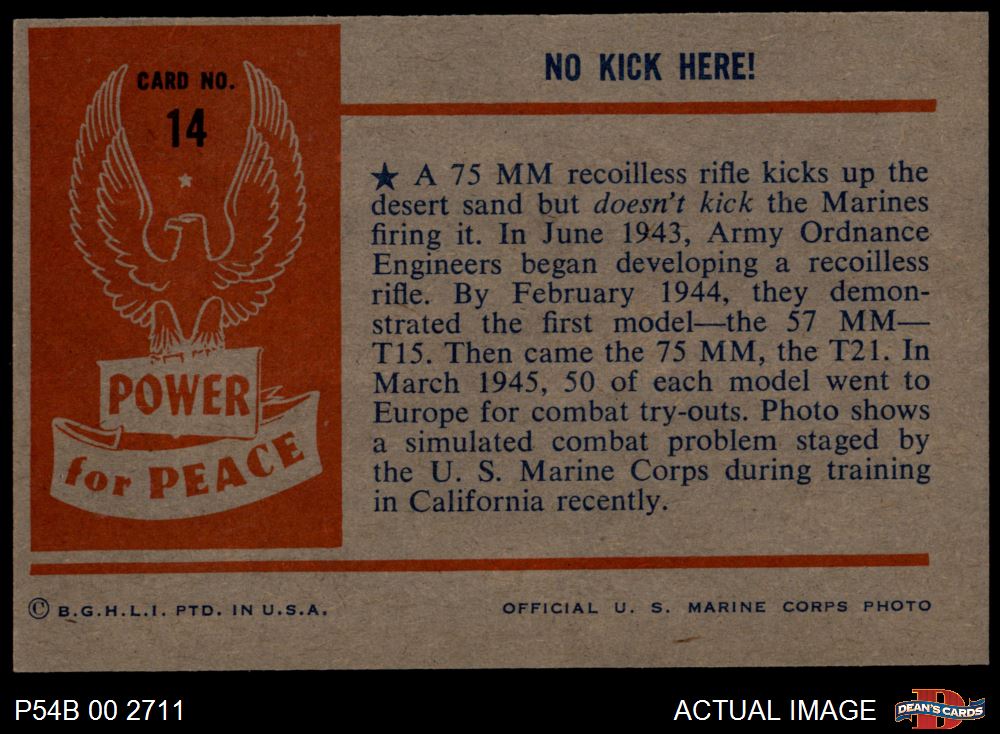 CARD NO.
14
POWER
for PEACE
NO KICK HERE!
★ A 75 MM recoilless rifle kicks up the
desert sand but doesn't kick the Marines
firing it. In June 1943, Army Ordnance
Engineers began developing a recoilless
rifle. By February 1944, they demon-
strated the first model—the 57 MM—
T15. Then came the 75 MM, the T21. In
March 1945, 50 of each model went to
Europe for combat try-outs. Photo shows
a simulated combat problem staged by
the U. S. Marine Corps during training
in California recently.
© B.G.H.L.I. PTD. IN U.S.A.
OFFICIAL U. S. MARINE CORPS PHOTO
P54B 00 2711
ACTUAL IMAGE
D
DEAN'S CARDS